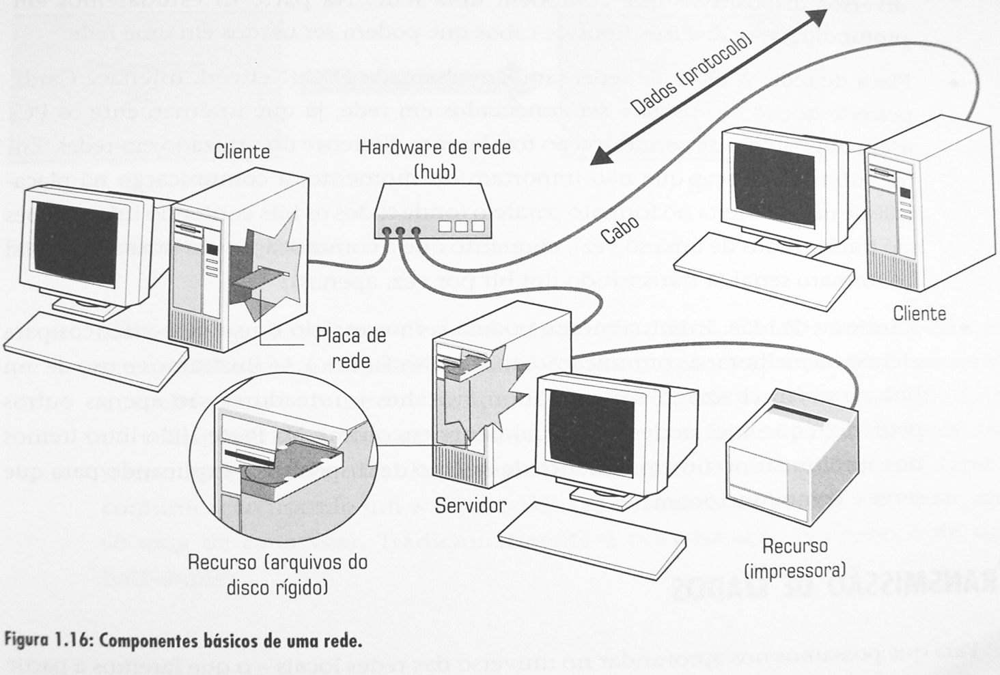 Dados (protocolo)
Cliente
Hardware de rede
(hub)
Cabo
Cliente
Placa de
rede
Servidor
Recurso (arquivos do
disco rígido)
Recurso
(impressora)
Figura 1.16: Componentes básicos de uma rede.